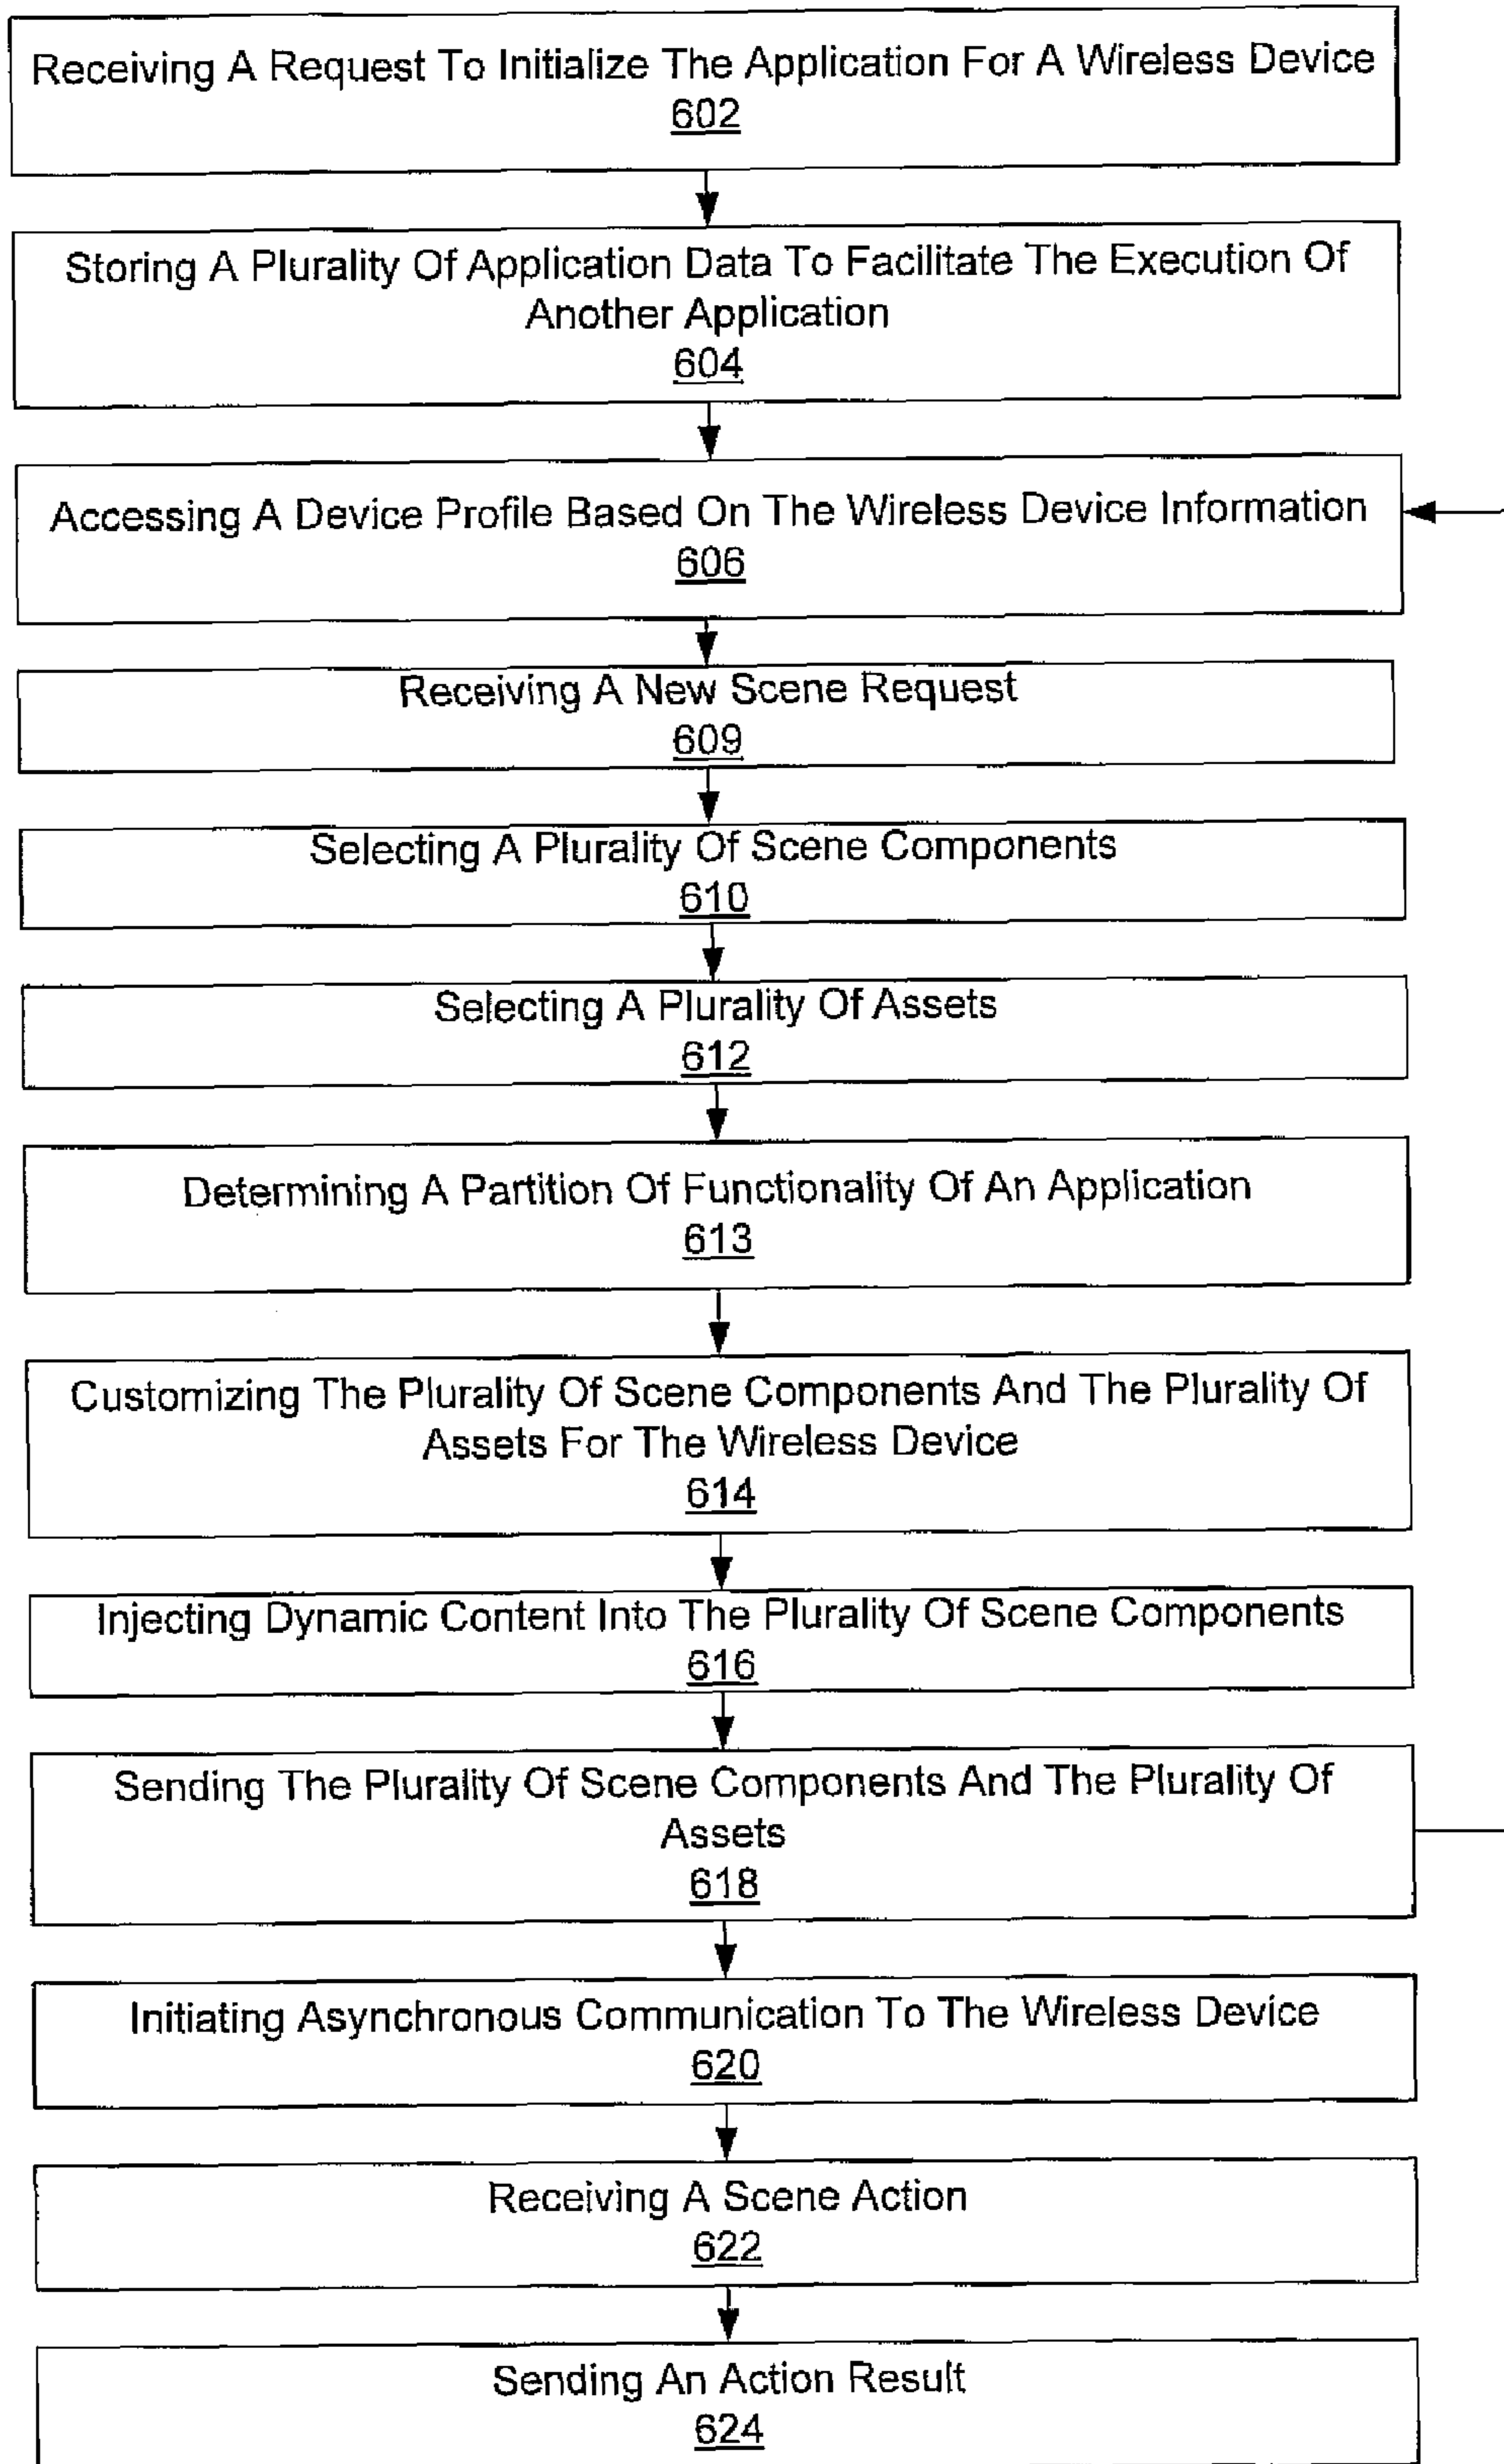 Receiving A Request To Initialize The Application For A Wireless Device
602
Storing A Plurality Of Application Data To Facilitate The Execution Of
Another Application
604
Accessing A Device Profile Based On The Wireless Device Information
606
Receiving A New Scene Request
609
Selecting A Plurality Of Scene Components
610
Selecting A Plurality Of Assets
612
Determining A Partition Of Functionality Of An Application
613
Customizing The Plurality Of Scene Components And The Plurality Of
Assets For The Wireless Device
614
Injecting Dynamic Content Into The Plurality Of Scene Components
616
Sending The Plurality Of Scene Components And The Plurality Of
Assets
618
Initiating Asynchronous Communication To The Wireless Device
620
Receiving A Scene Action
622
Sending An Action Result
624